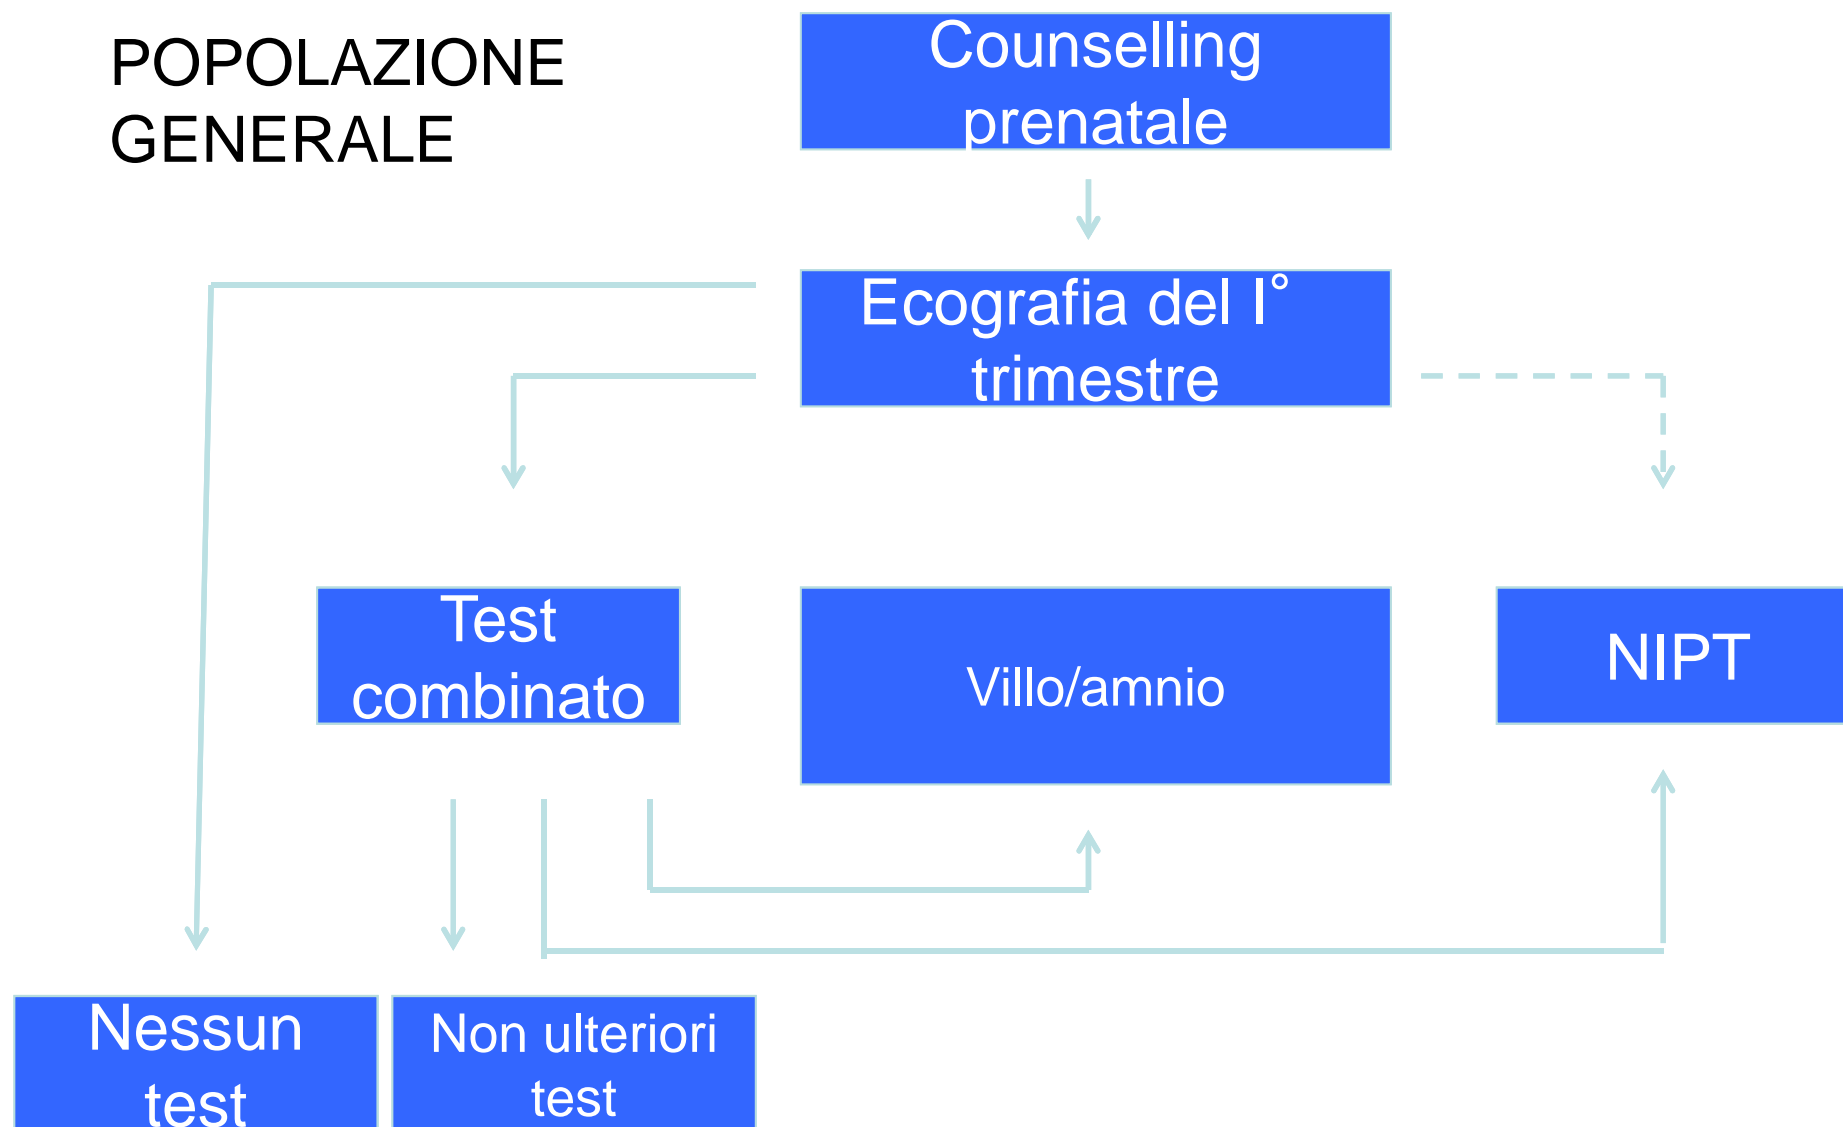 POPOLAZIONE
GENERALE
Counselling
prenatale
Ecografia del I°
trimestre
Test
combinato
Villo/amnio
NIPT
Nessun
test
Non ulteriori
test